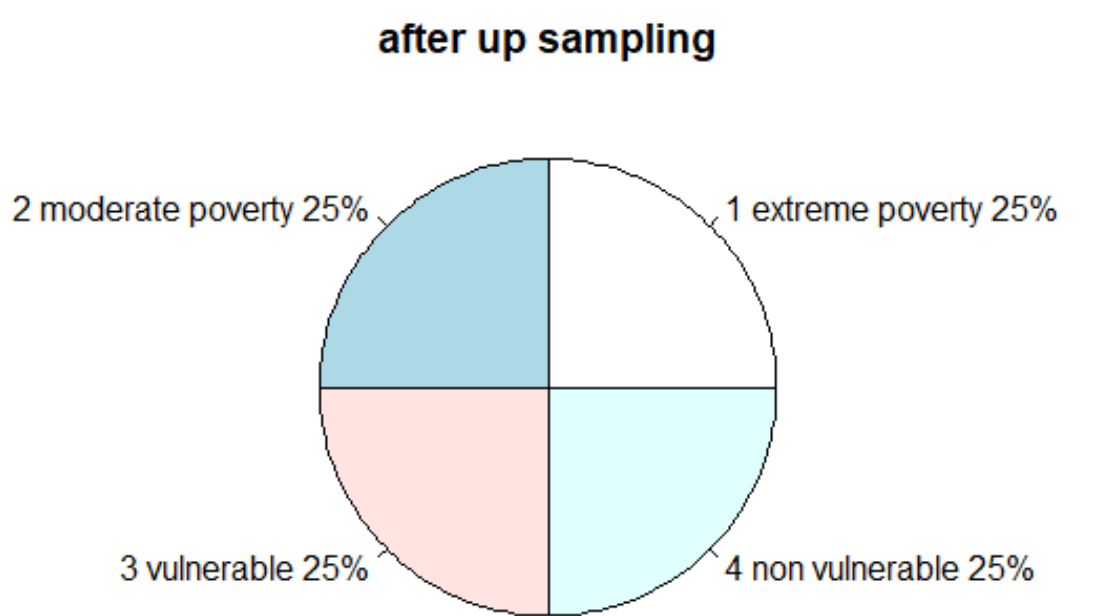 after up sampling
2 moderate poverty 25%
1 extreme poverty 25%
3 vulnerable 25%
4 non vulnerable 25%